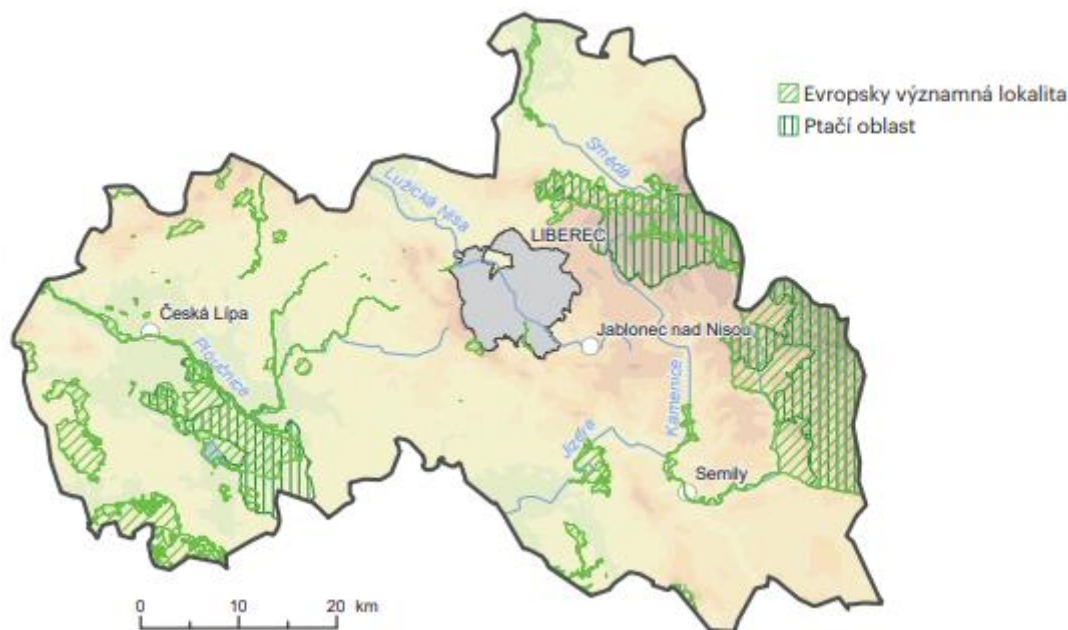 Evropsky významná lokalita
Ptačí oblast
Smědá
Lužická Nisa
LIBEREC
Česká Lípa
Jablonec nad Nisou
Ploučnice
Kamenice
Jizera
Semily
0 10 20 km